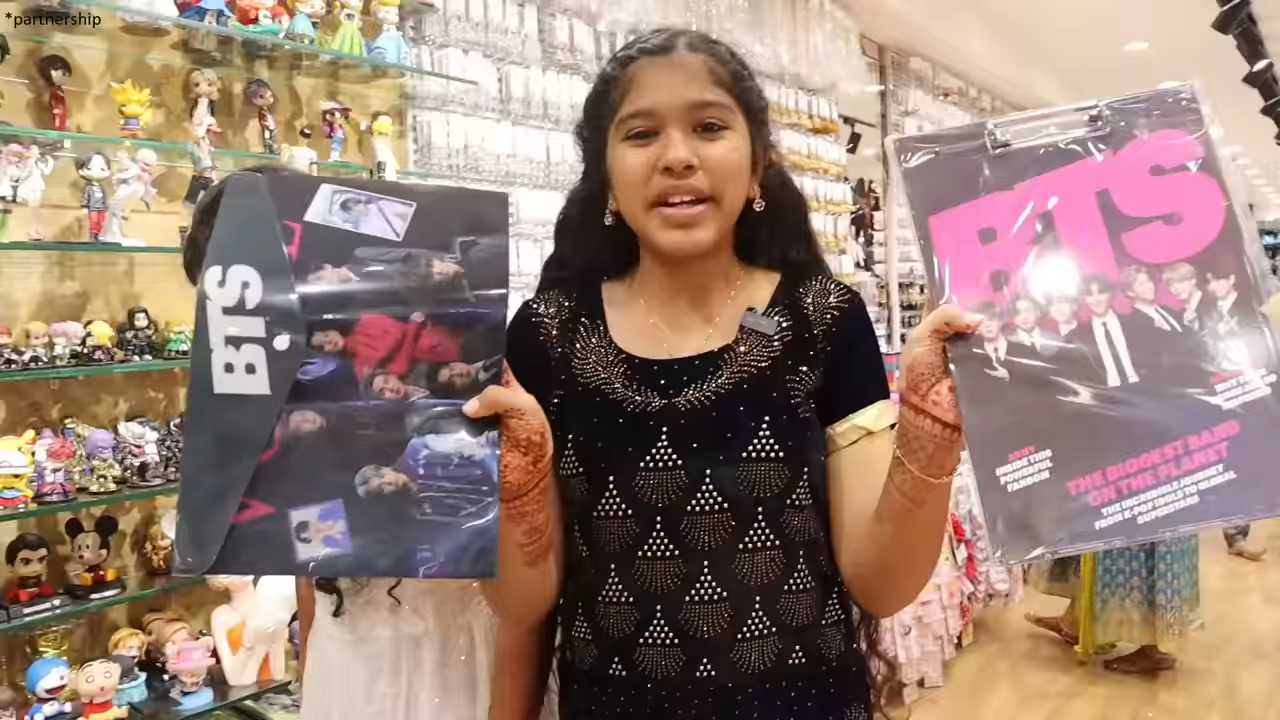 *partnership
BTS
BTS
ARMY
INSIDE THIS
POWERFUL
FANDOM
THE BIGGEST BAND
ON THE PLANET
THE INCREDIBLE JOURNEY
FROM K-POP IDOLS TO GLOBAL
SUPERSTARS